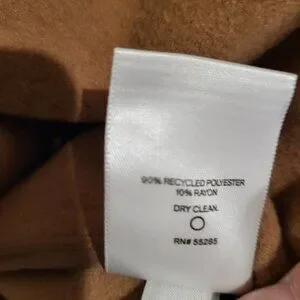 90% RECYCLED POLYESTER
10% RAYON
DRY CLEAN.
RN# 55285